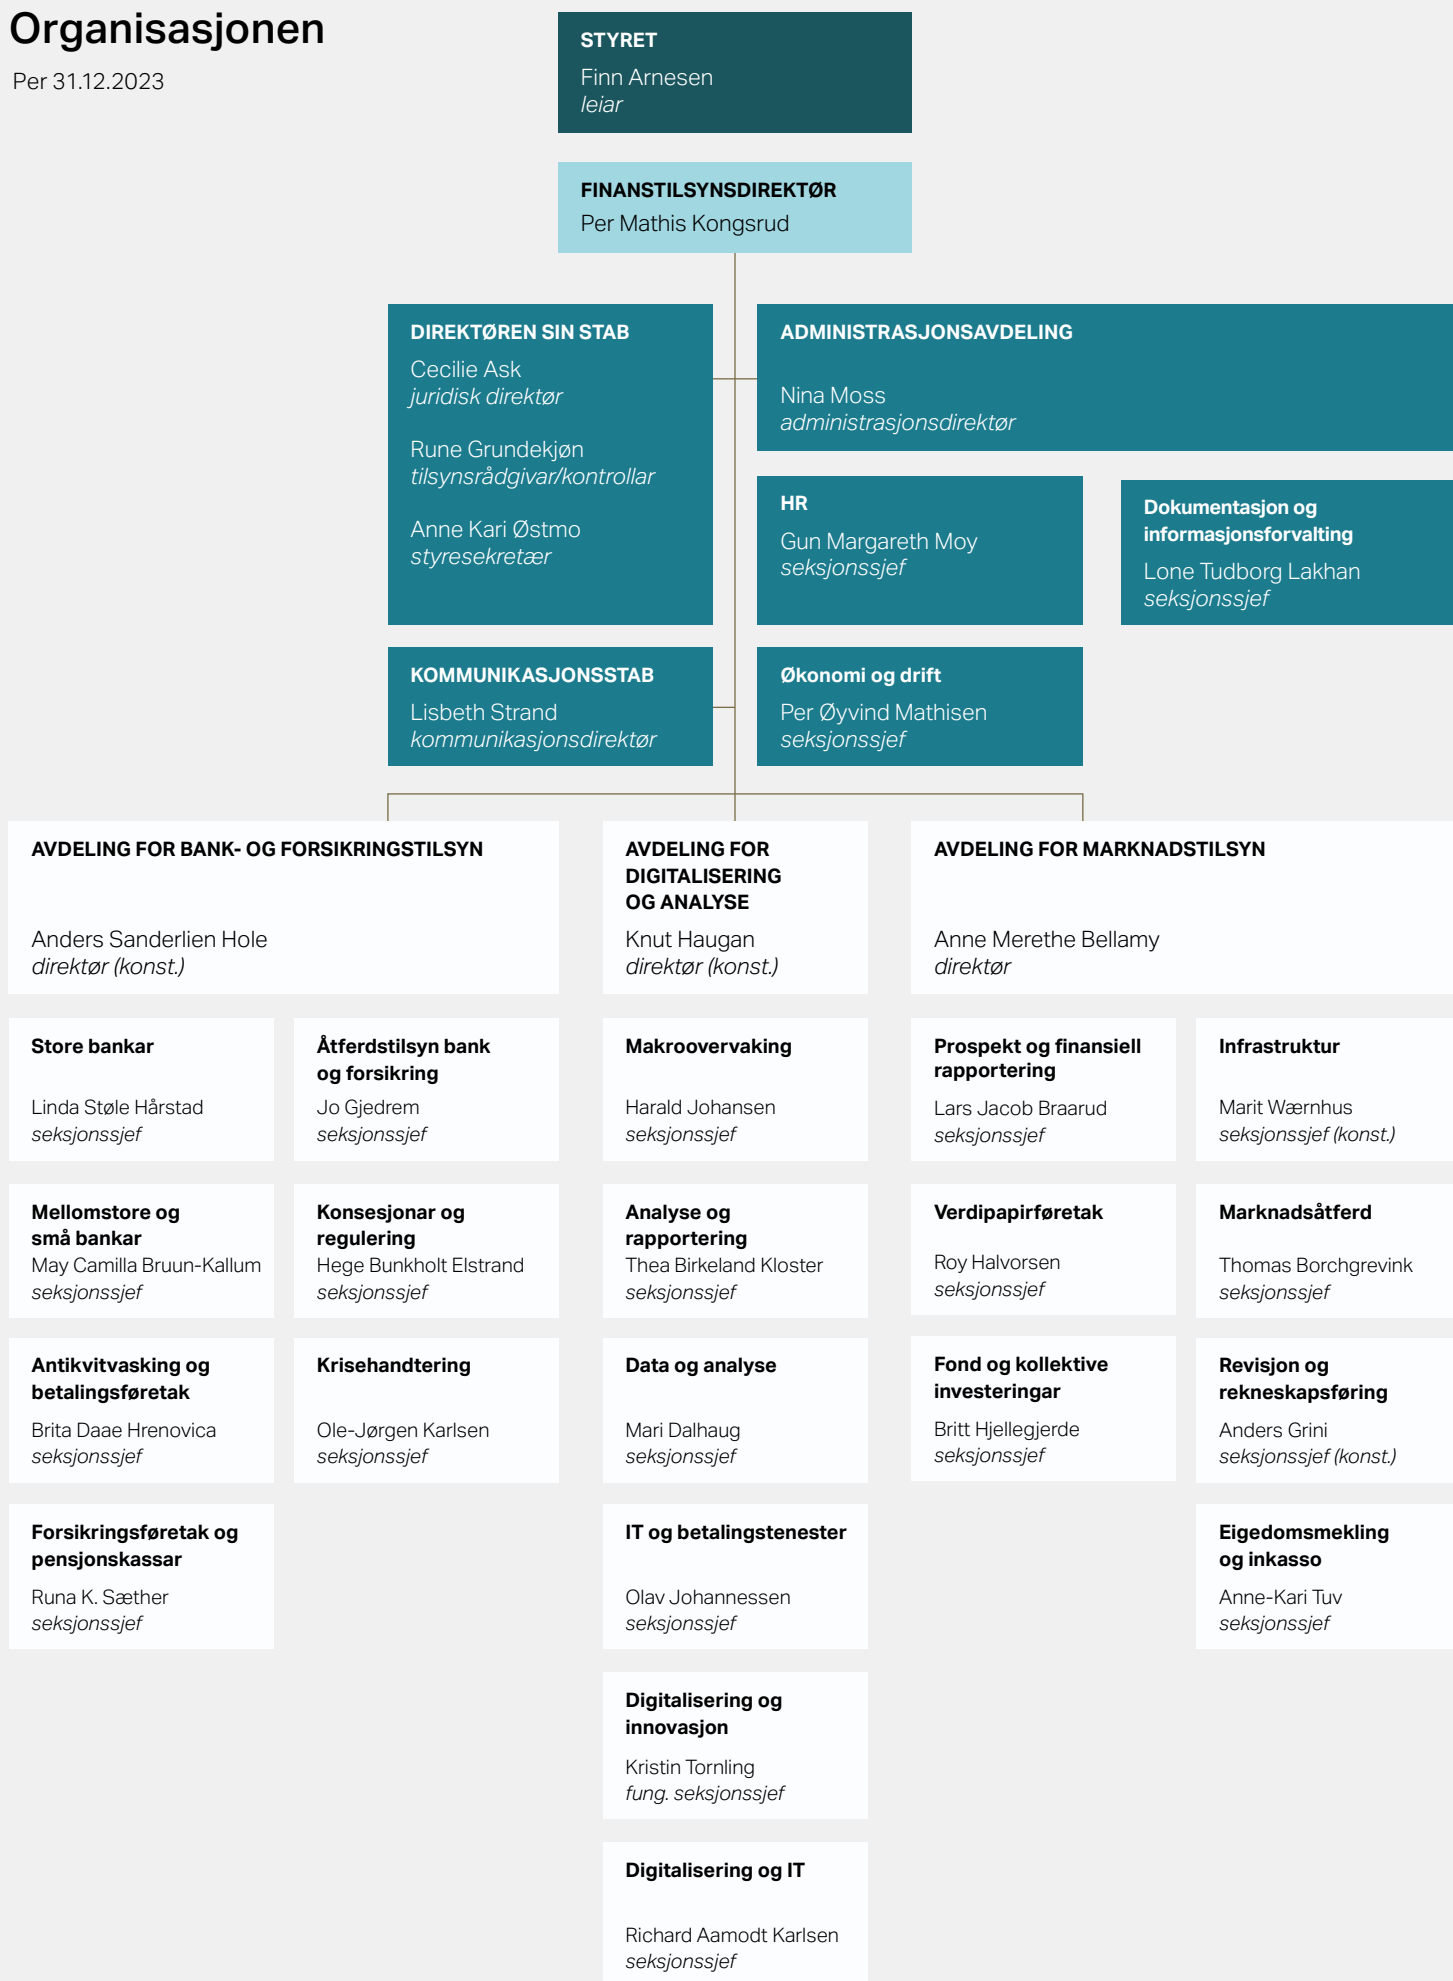 Organisasjonen
Per 31.12.2023
STYRET
Finn Arnesen
leiar
FINANSTILSYNSDIREKTØR
Per Mathis Kongsrud
DIREKTØREN SIN STAB
Cecilie Ask
juridisk direktør
Rune Grundekjøn
tilsynsrådgivar/kontrollar
Anne Kari Østmo
styresekretær
ADMINISTRASJONSAVDELING
Nina Moss
administrasjonsdirektør
HR
Gun Margareth Moy
seksjonssjef
Dokumentasjon og
informasjonsforvalting
Lone Tudborg Lakhan
seksjonssjef
KOMMUNIKASJONSSTAB
Lisbeth Strand
kommunikasjonsdirektør
Økonomi og drift
Per Øyvind Mathisen
seksjonssjef
AVDELING FOR BANK- OG FORSIKRINGSTILSYN
Anders Sanderlien Hole
direktør (konst.)
Store bankar
Linda Støle Hårstad
seksjonssjef
Åtferdstilsyn bank
og forsikring
Jo Gjedrem
seksjonssjef
Mellomstore og
små bankar
May Camilla Bruun-Kallum
seksjonssjef
Konsesjonar og
regulering
Hege Bunkholt Elstrand
seksjonssjef
Antikvitvasking og
betalingsføretak
Brita Daae Hrenovica
seksjonssjef
Krisehandtering
Ole-Jørgen Karlsen
seksjonssjef
Forsikringsføretak og
pensjonskassar
Runa K. Sæther
seksjonssjef
AVDELING FOR
DIGITALISERING
OG ANALYSE
Knut Haugan
direktør (konst.)
Makroovervaking
Harald Johansen
seksjonssjef
Analyse og
rapportering
Thea Birkeland Kloster
seksjonssjef
Data og analyse
Mari Dalhaug
seksjonssjef
IT og betalingstenester
Olav Johannessen
seksjonssjef
Digitalisering og
innovasjon
Kristin Tornling
fung. seksjonssjef
Digitalisering og IT
Richard Aamodt Karlsen
seksjonssjef
AVDELING FOR MARKNADSTILSYN
Anne Merethe Bellamy
direktør
Prospekt og finansiell
rapportering
Lars Jacob Braarud
seksjonssjef
Infrastruktur
Marit Wærnhus
seksjonssjef (konst.)
Verdipapirføretak
Roy Halvorsen
seksjonssjef
Marknadsåtferd
Thomas Borchgrevink
seksjonssjef
Fond og kollektive
investeringar
Britt Hjellegjerde
seksjonssjef
Revisjon og
rekneskapsføring
Anders Grini
seksjonssjef (konst.)
Eigedomsmekling
og inkasso
Anne-Kari Tuv
seksjonssjef